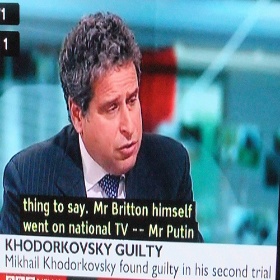 1
1
thing to say. Mr Britton himself
went on national TV -- Mr Putin
KHODORKOVSKY GUILTY
Mikhail Khodorkovsky found guilty in his second trial